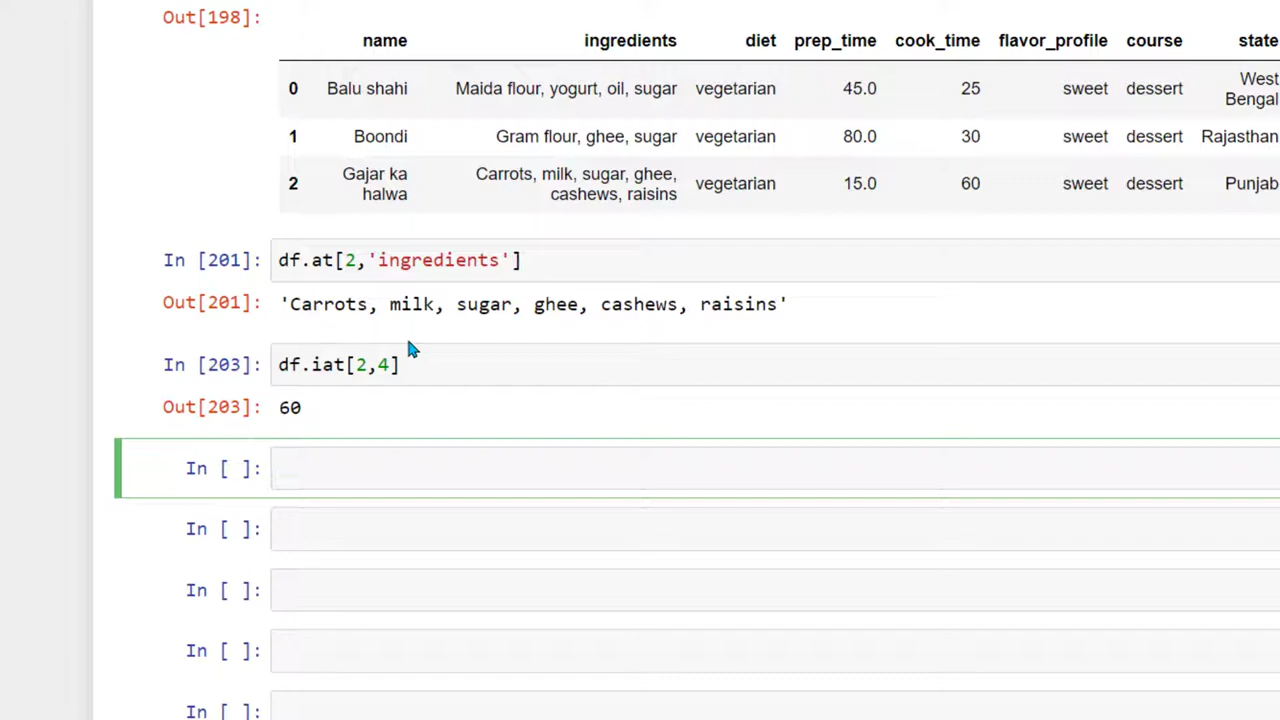 Out[198]:
name ingredients diet prep_time cook_time flavor_profile course state
0 Balu shahi Maida flour, yogurt, oil, sugar vegetarian 45.0 25 sweet dessert West Bengal
1 Boondi Gram flour, ghee, sugar vegetarian 80.0 30 sweet dessert Rajasthan
2 Gajar ka halwa Carrots, milk, sugar, ghee, cashews, raisins vegetarian 15.0 60 sweet dessert Punjab
In [201]: df.at[2,'ingredients']
Out[201]: 'Carrots, milk, sugar, ghee, cashews, raisins'
In [203]: df.iat[2,4]
Out[203]: 60
In [ ]:
In [ ]:
In [ ]:
In [ ]:
In [ ]: